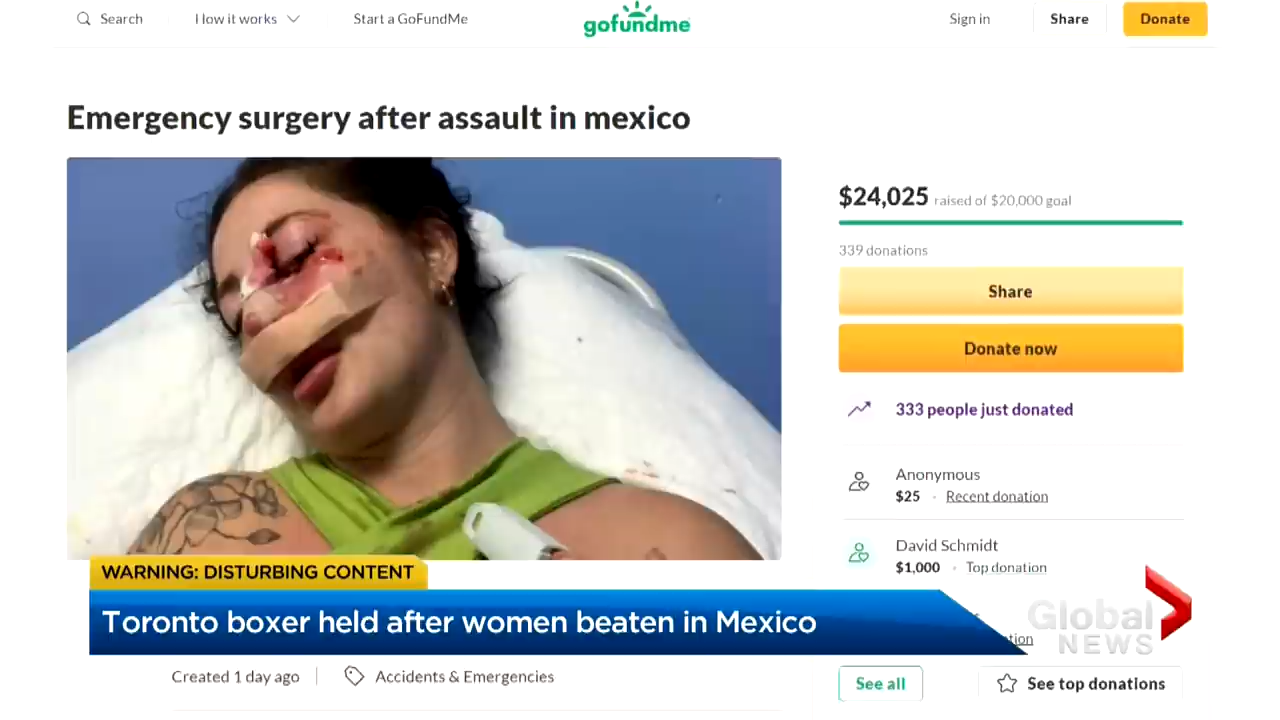 Search
How it works
Start a GoFundMe
gofundme
Sign in
Share
Donate
Emergency surgery after assault in mexico
$24,025 raised of $20,000 goal
339 donations
Share
Donate now
333 people just donated
Anonymous
$25 · Recent donation
David Schmidt
$1,000 · Top donation
WARNING: DISTURBING CONTENT
Toronto boxer held after women beaten in Mexico
Global
NEWS
Created 1 day ago
Accidents & Emergencies
See all
See top donations